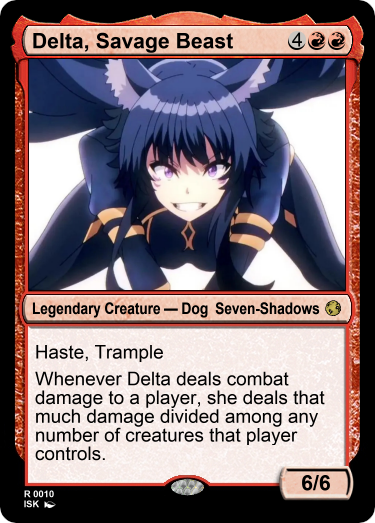 Delta, Savage Beast 4
Legendary Creature — Dog Seven-Shadows
Haste, Trample
Whenever Delta deals combat
damage to a player, she deals that
much damage divided among any
number of creatures that player
controls.
6/6
R 0010
ISK